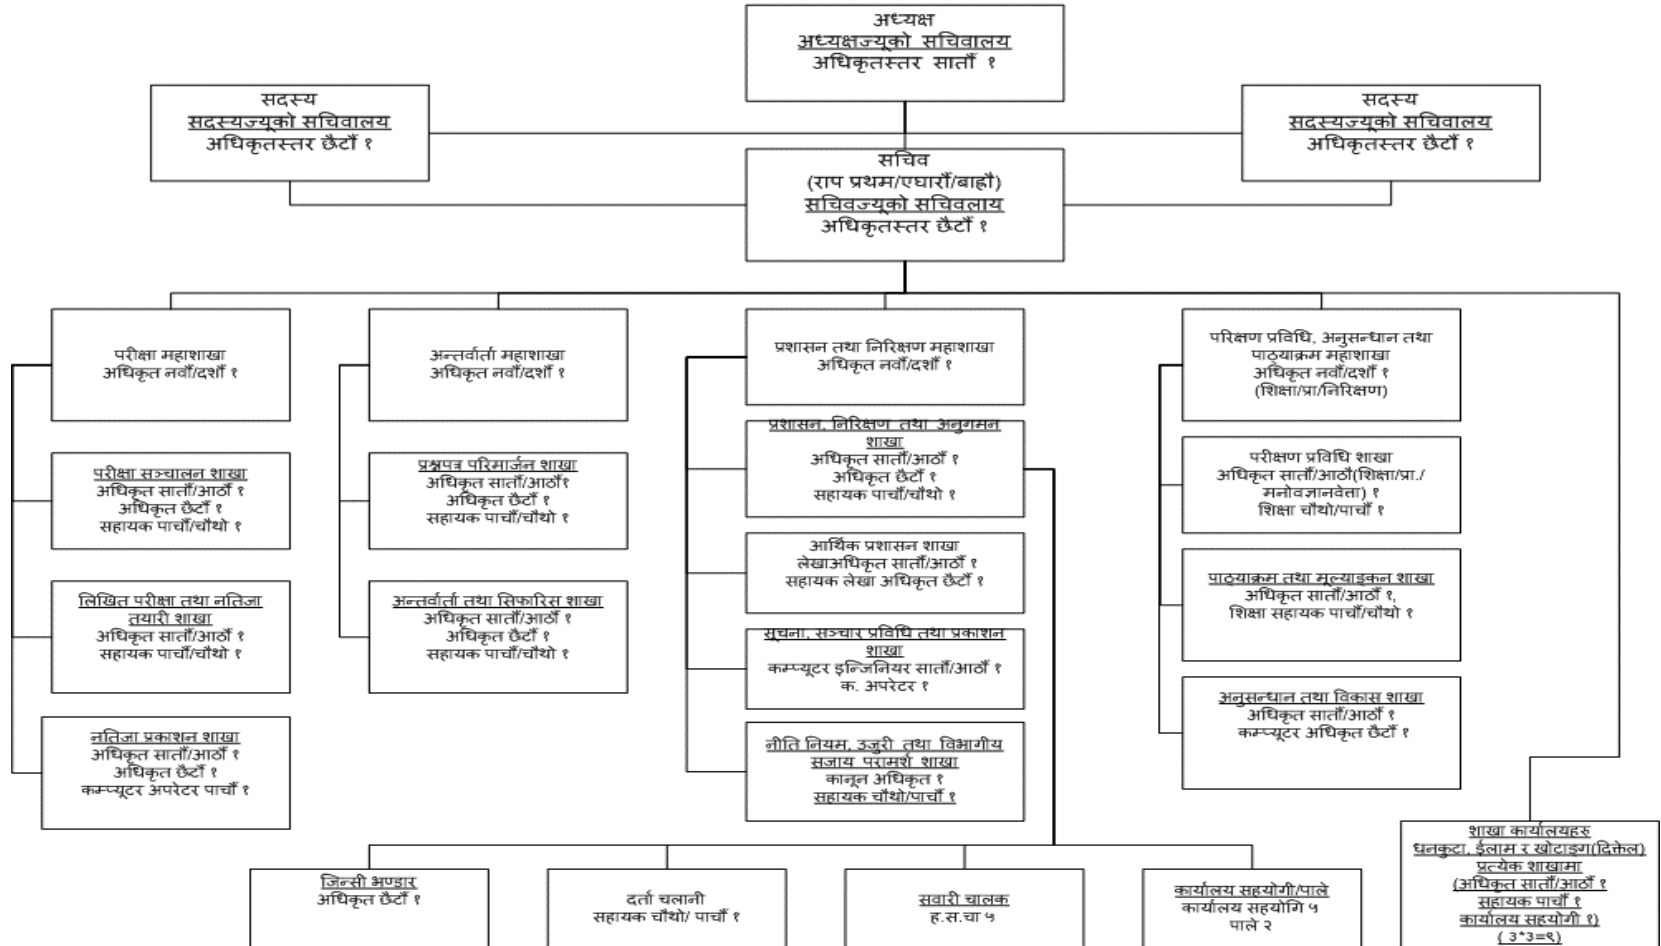 अध्यक्ष
अध्यक्षज्यूको सचिवालय
अधिकृतस्तर सातौँ १
सदस्य
सदस्यज्यूको सचिवालय
अधिकृतस्तर छैटौँ १
सदस्य
सदस्यज्यूको सचिवालय
अधिकृतस्तर छैटौँ १
सचिव
(राप प्रथम/एघारौँ/बाह्रौ)
सचिवज्यूको सचिवलाय
अधिकृतस्तर छैटौँ १
परीक्षा महाशाखा
अधिकृत नवौँ/दशौँ १
परीक्षा सञ्चालन शाखा
अधिकृत सातौँ/आठौँ १
अधिकृत छैटौँ १
सहायक पाचौँ/चौथो १
लिखित परीक्षा तथा नतिजा
तयारी शाखा
अधिकृत सातौँ/आठौँ १
सहायक पाचौँ/चौथो १
नतिजा प्रकाशन शाखा
अधिकृत सातौँ/आठौँ १
अधिकृत छैटौँ १
कम्प्यूटर अपरेटर पाचौँ १
अन्तर्वार्ता महाशाखा
अधिकृत नवौँ/दशौँ १
प्रश्नपत्र परिमार्जन शाखा
अधिकृत सातौँ/आठौँ१
अधिकृत छैटौँ १
सहायक पाचौँ/चौथो १
अन्तर्वार्ता तथा सिफारिस शाखा
अधिकृत सातौँ/आठौँ १
अधिकृत छैटौँ १
सहायक पाचौँ/चौथो १
प्रशासन तथा निरिक्षण महाशाखा
अधिकृत नवौँ/दशौँ १
प्रशासन, निरिक्षण तथा अनुगमन
शाखा
अधिकृत सातौँ/आठौँ १
अधिकृत छैटौँ १
सहायक पाचौँ/चौथो १
आर्थिक प्रशासन शाखा
लेखाअधिकृत सातौँ/आठौँ १
सहायक लेखा अधिकृत छैटौँ १
सूचना, सञ्चार प्रविधि तथा प्रकाशन
शाखा
कम्प्यूटर इन्जिनियर सातौँ/आठौँ १
क. अपरेटर १
नीति नियम, उजुरी तथा विभागीय
सजाय परामर्श शाखा
कानून अधिकृत १
सहायक चौथो/पाचौँ १
परिक्षण प्रविधि, अनुसन्धान तथा
पाठ्याक्रम महाशाखा
अधिकृत नवौँ/दशौँ १
(शिक्षा/प्रा/निरिक्षण)
परीक्षण प्रविधि शाखा
अधिकृत सातौँ/आठौ(शिक्षा/प्रा./
मनोवज्ञानवेत्ता) १
शिक्षा चौथो/पाचौँ १
पाठ्याक्रम तथा मूल्याङ्कन शाखा
अधिकृत सातौँ/आठौँ १,
शिक्षा सहायक पाचौँ/चौथो १
अनुसन्धान तथा विकास शाखा
अधिकृत सातौँ/आठौँ १
कम्प्यूटर अधिकृत छैटौँ १
जिन्सी भण्डार
अधिकृत छैटौँ १
दर्ता चलानी
सहायक चौथो/ पाचौँ १
सवारी चालक
ह.स.चा ५
कार्यालय सहयोगी/पाले
कार्यालय सहयोगि ५
पाले २
शाखा कार्यालयहरु
धनकुटा, ईलाम र खोटाङ्ग(दिक्तेल)
प्रत्येक शाखामा
(अधिकृत सातौँ/आठौँ १
सहायक पाचौँ १
कार्यालय सहयोगी १)
( ३*३=९)